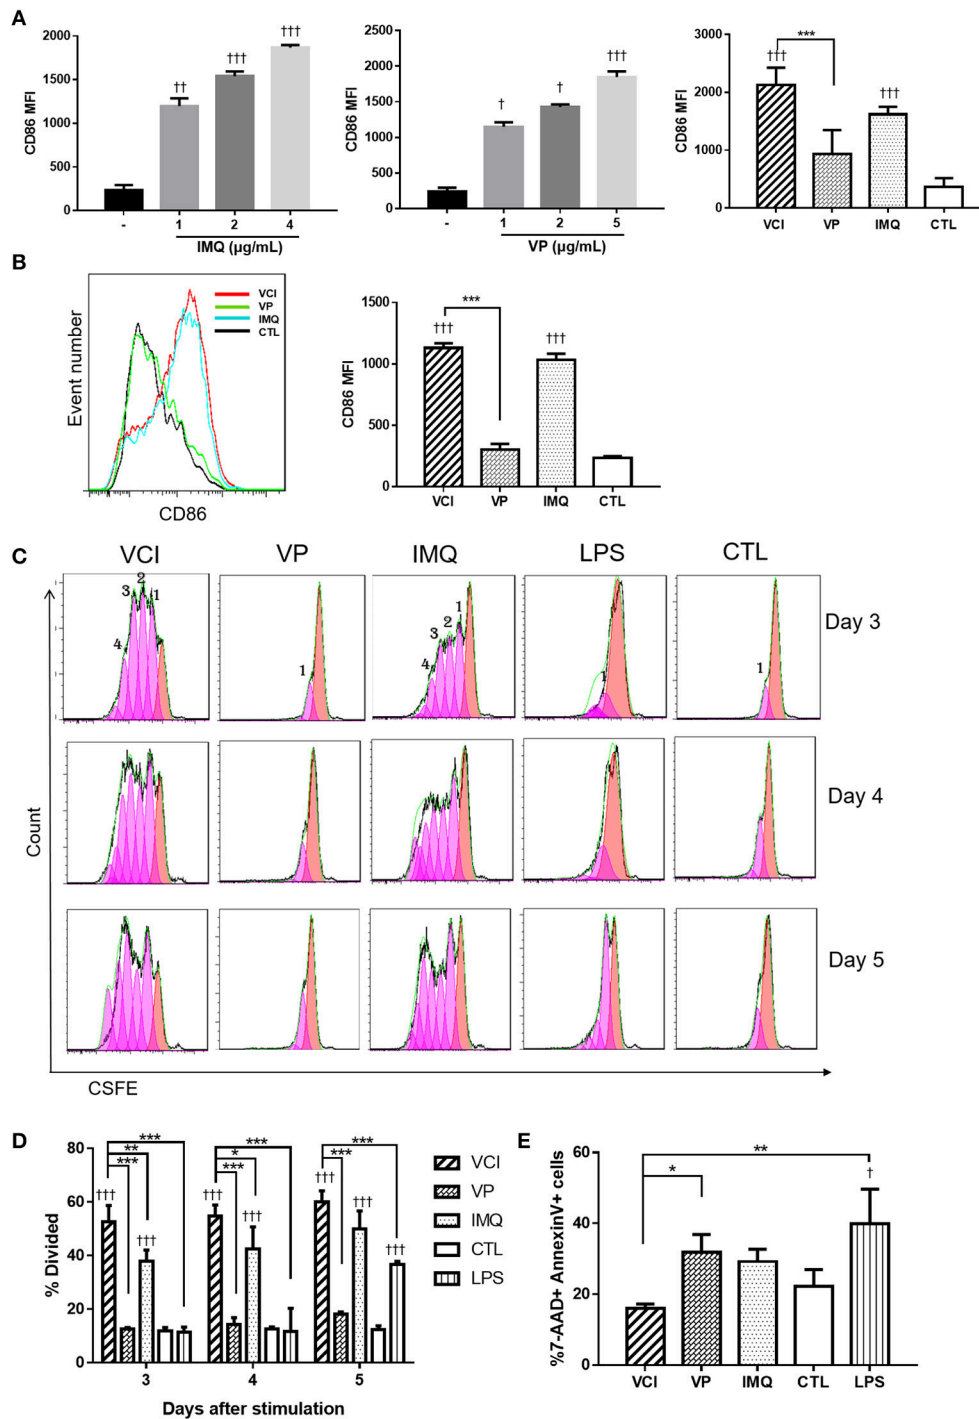 A
CD86 MFI
2000
1500
1000
500
0
††
†††
†††
- 1 2 4
IMQ (μg/mL)
CD86 MFI
2500
2000
1500
1000
500
0
†
†
†††
- 1 2 5
VP (μg/mL)
CD86 MFI
3000
2000
1000
0
***
†††
†††
VCI VP IMQ CTL
B
Event number
VCI
VP
IMQ
CTL
CD86
CD86 MFI
1500
1000
500
0
***
†††
†††
VCI VP IMQ CTL
C
VCI VP IMQ LPS CTL
4 3 2 1
1
4 3 2 1
1
1
Day 3
Day 4
Day 5
Count
CSFE
D
% Divided
80
60
40
20
0
***
**
***
†††
†††
***
*
***
†††
†††
***
***
†††
†††
†††
3 4 5
Days after stimulation
VCI
VP
IMQ
CTL
LPS
E
%7-AAD+ AnnexinV+ cells
60
40
20
0
**
*
†
VCI VP IMQ CTL LPS